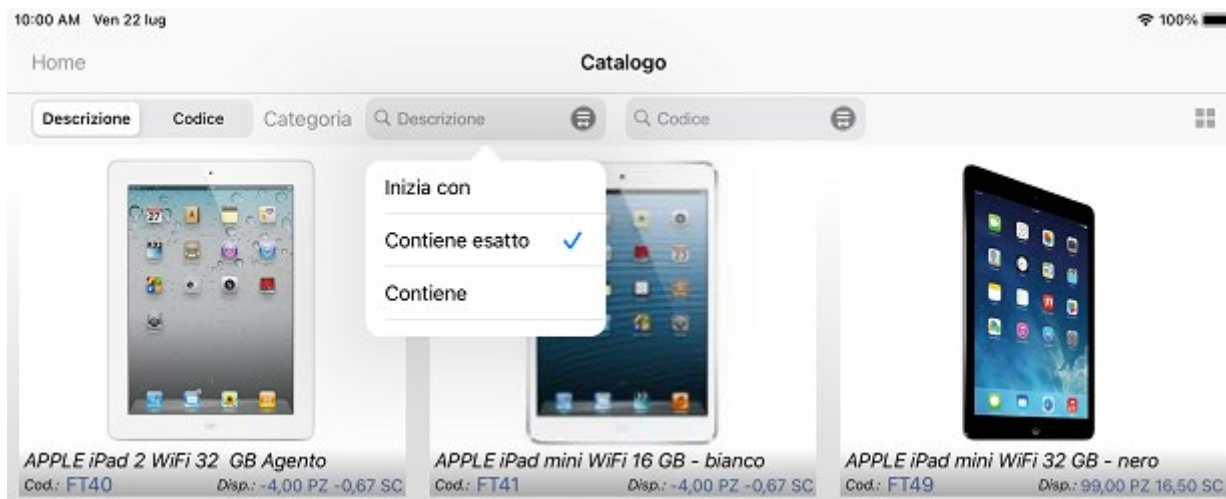 10:00 AM Ven 22 lug 100%
Home Catalogo
Descrizione Codice Categoria Descrizione Codice
Inizia con
Contiene esatto
Contiene
APPLE iPad 2 WiFi 32 GB Agento APPLE iPad mini WiFi 16 GB - bianco APPLE iPad mini WiFi 32 GB - nero
Cod.: FT40 Disp.: -4,00 PZ -0,67 SC Cod.: FT41 Disp.: -4,00 PZ -0,67 SC Cod.: FT49 Disp.: 99,00 PZ 16,50 SC